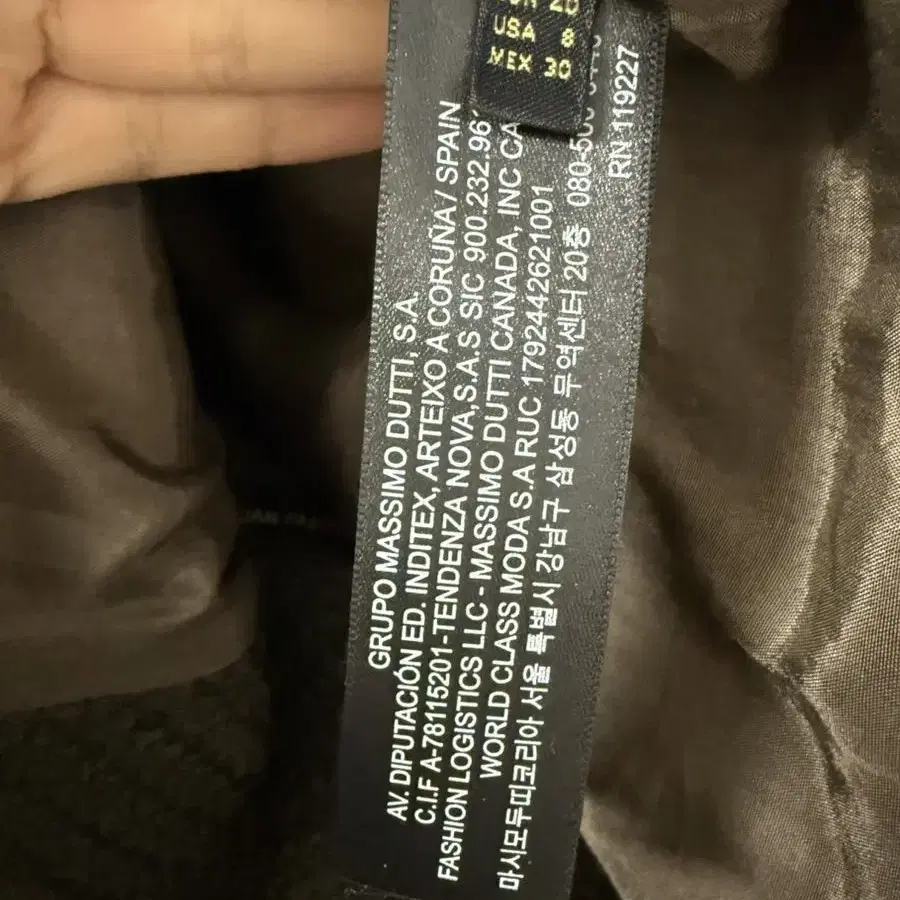 USA 8
MEX 30
GRUPO MASSIMO DUTTI, S.A.
AV. DIPUTACIÓN ED. INDITEX, ARTEIXO A CORUÑA / SPAIN
C.I.F A-78115201-TENDENZA NOVA,S.A.S SIC 900.232.961
FASHION LOGISTICS LLC - MASSIMO DUTTI CANADA, INC CA
WORLD CLASS MODA S.A RUC 1792442621001
마시모두띠코리아 서울 특별시 강남구 삼성동 무역센터 20층 080-500
RN 119227